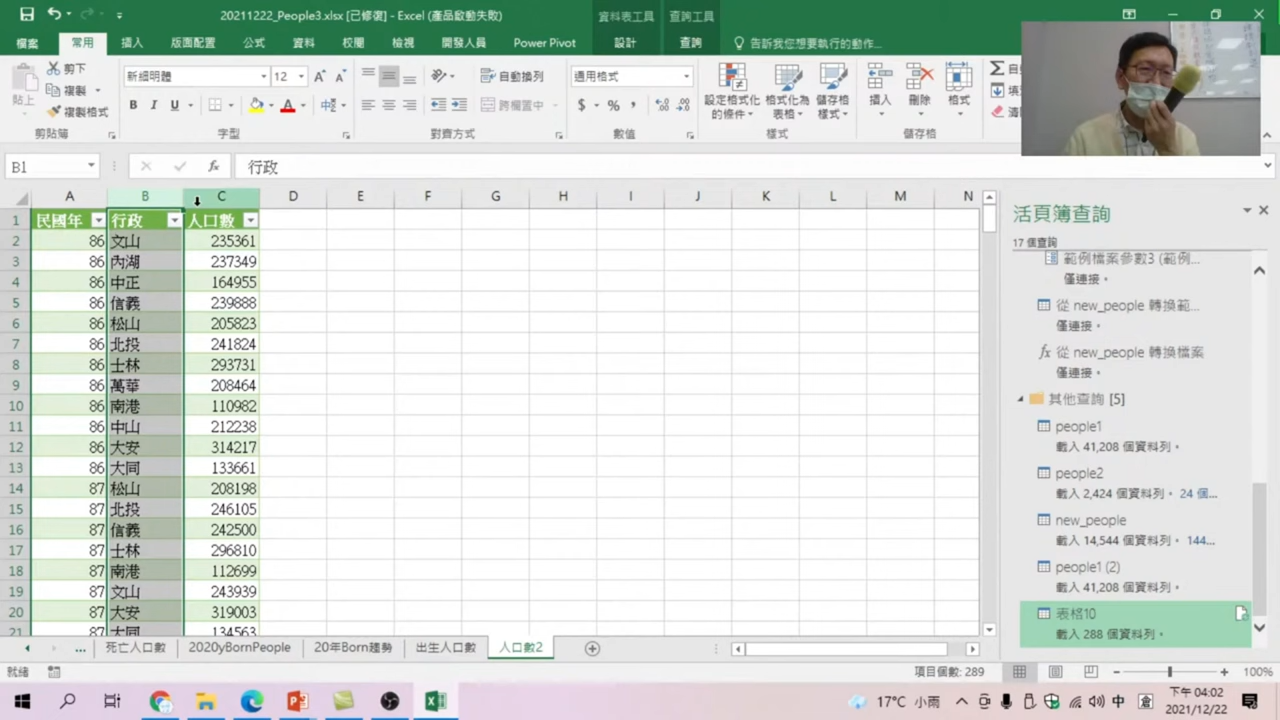 20211222_People3.xlsx [已修復] - Excel (產品啟動失敗)
資料表工具 查詢工具
檔案 常用 插入 版面配置 公式 資料 校閱 檢視 開發人員 Power Pivot 設計 查詢 告訴我您想要執行的動作...
貼上 剪下 複製 複製格式 剪貼簿
新細明體 12 B I U 字型
自動換列 跨欄置中 對齊方式
通用格式 $ % , 數值
設定格式化的條件 格式化為表格 儲存格樣式 樣式
插入 刪除 格式 儲存格
Σ 自
填
清
B1 fx 行政
A B C D E F G H I J K L M N
1 民國年 行政 人口數
2 86 文山 235361
3 86 內湖 237349
4 86 中正 164955
5 86 信義 239888
6 86 松山 205823
7 86 北投 241824
8 86 士林 293731
9 86 萬華 208464
10 86 南港 110982
11 86 中山 212238
12 86 大安 314217
13 86 大同 133661
14 87 松山 208198
15 87 北投 246105
16 87 信義 242500
17 87 士林 296810
18 87 南港 112699
19 87 文山 243939
20 87 大安 319003
21 87 大同 134563
活頁簿查詢
17 個查詢
範例檔案參數3 (範例...
僅連接。
從 new_people 轉換範...
僅連接。
fx 從 new_people 轉換檔案
僅連接。
其他查詢 [5]
people1
載入 41,208 個資料列。
people2
載入 2,424 個資料列。 24 個...
new_people
載入 14,544 個資料列。 144...
people1 (2)
載入 41,208 個資料列。
表格10
載入 288 個資料列。
... 死亡人口數 2020yBornPeople 20年Born趨勢 出生人口數 人口數2
就緒 項目個數: 289 100%
17°C 小雨 中 倉 下午 04:02
2021/12/22